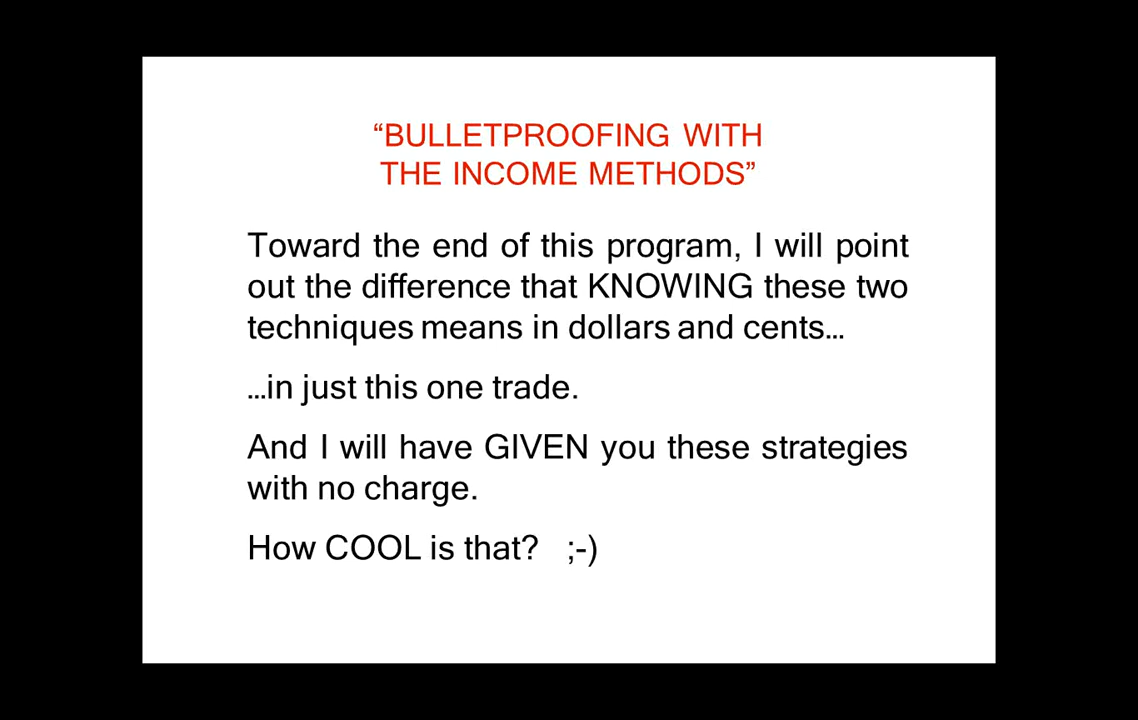 “BULLETPROOFING WITH
THE INCOME METHODS”
Toward the end of this program, I will point
out the difference that KNOWING these two
techniques means in dollars and cents…
…in just this one trade.
And I will have GIVEN you these strategies
with no charge.
How COOL is that? ;-)